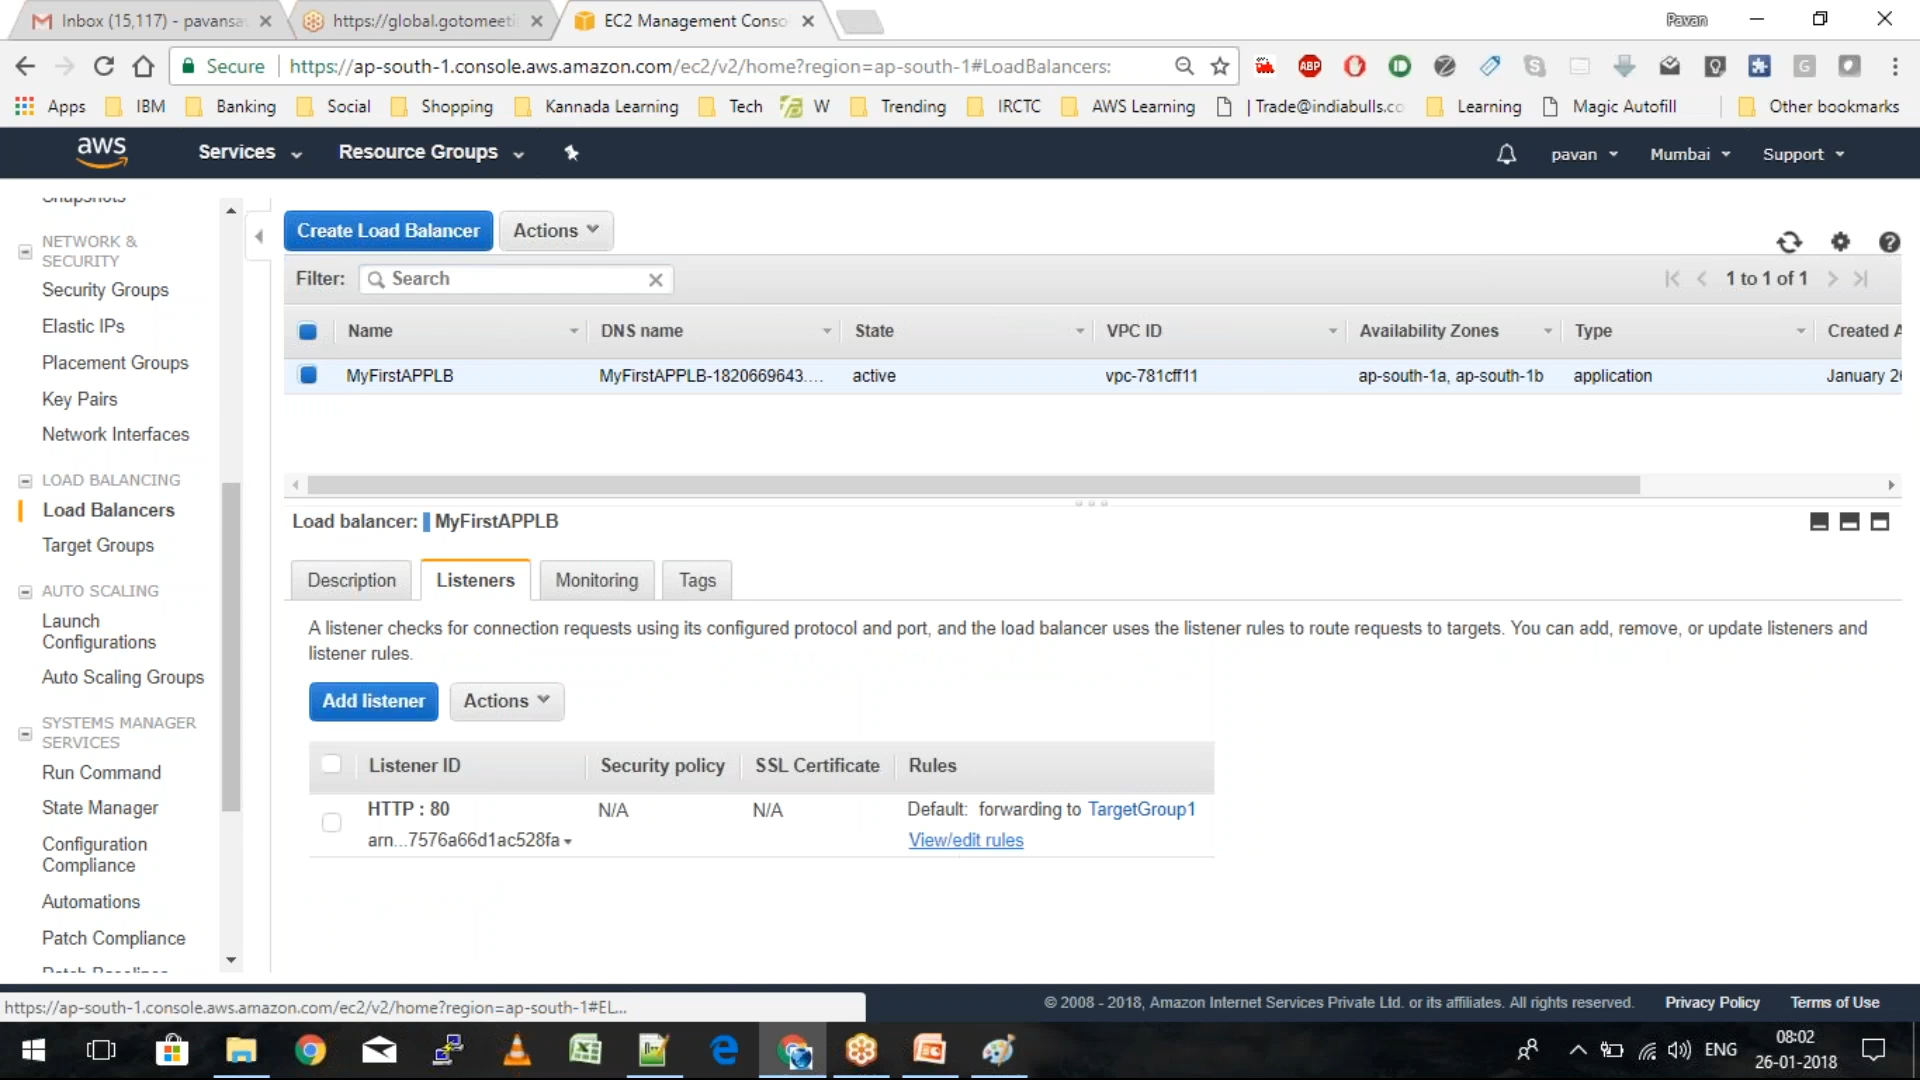 Inbox (15,117) - pavansa
https://global.gotomeeti
EC2 Management Conso
Pavan
Secure
https://ap-south-1.console.aws.amazon.com/ec2/v2/home?region=ap-south-1#LoadBalancers:
ABP
Apps
IBM
Banking
Social
Shopping
Kannada Learning
Tech
W
Trending
IRCTC
AWS Learning
| Trade@indiabulls.co
Learning
Magic Autofill
Other bookmarks
aws
Services
Resource Groups
pavan
Mumbai
Support
Snapshots
NETWORK &
SECURITY
Security Groups
Elastic IPs
Placement Groups
Key Pairs
Network Interfaces
LOAD BALANCING
Load Balancers
Target Groups
AUTO SCALING
Launch
Configurations
Auto Scaling Groups
SYSTEMS MANAGER
SERVICES
Run Command
State Manager
Configuration
Compliance
Automations
Patch Compliance
Patch Baselines
Create Load Balancer
Actions
Filter:
Search
1 to 1 of 1
Name
DNS name
State
VPC ID
Availability Zones
Type
Created A
MyFirstAPPLB
MyFirstAPPLB-1820669643....
active
vpc-781cff11
ap-south-1a, ap-south-1b
application
January 26
Load balancer: MyFirstAPPLB
Description
Listeners
Monitoring
Tags
A listener checks for connection requests using its configured protocol and port, and the load balancer uses the listener rules to route requests to targets. You can add, remove, or update listeners and
listener rules.
Add listener
Actions
Listener ID
Security policy
SSL Certificate
Rules
HTTP : 80
arn...7576a66d1ac528fa
N/A
N/A
Default: forwarding to TargetGroup1
View/edit rules
https://ap-south-1.console.aws.amazon.com/ec2/v2/home?region=ap-south-1#EL...
© 2008 - 2018, Amazon Internet Services Private Ltd. or its affiliates. All rights reserved.
Privacy Policy
Terms of Use
ENG
08:02
26-01-2018